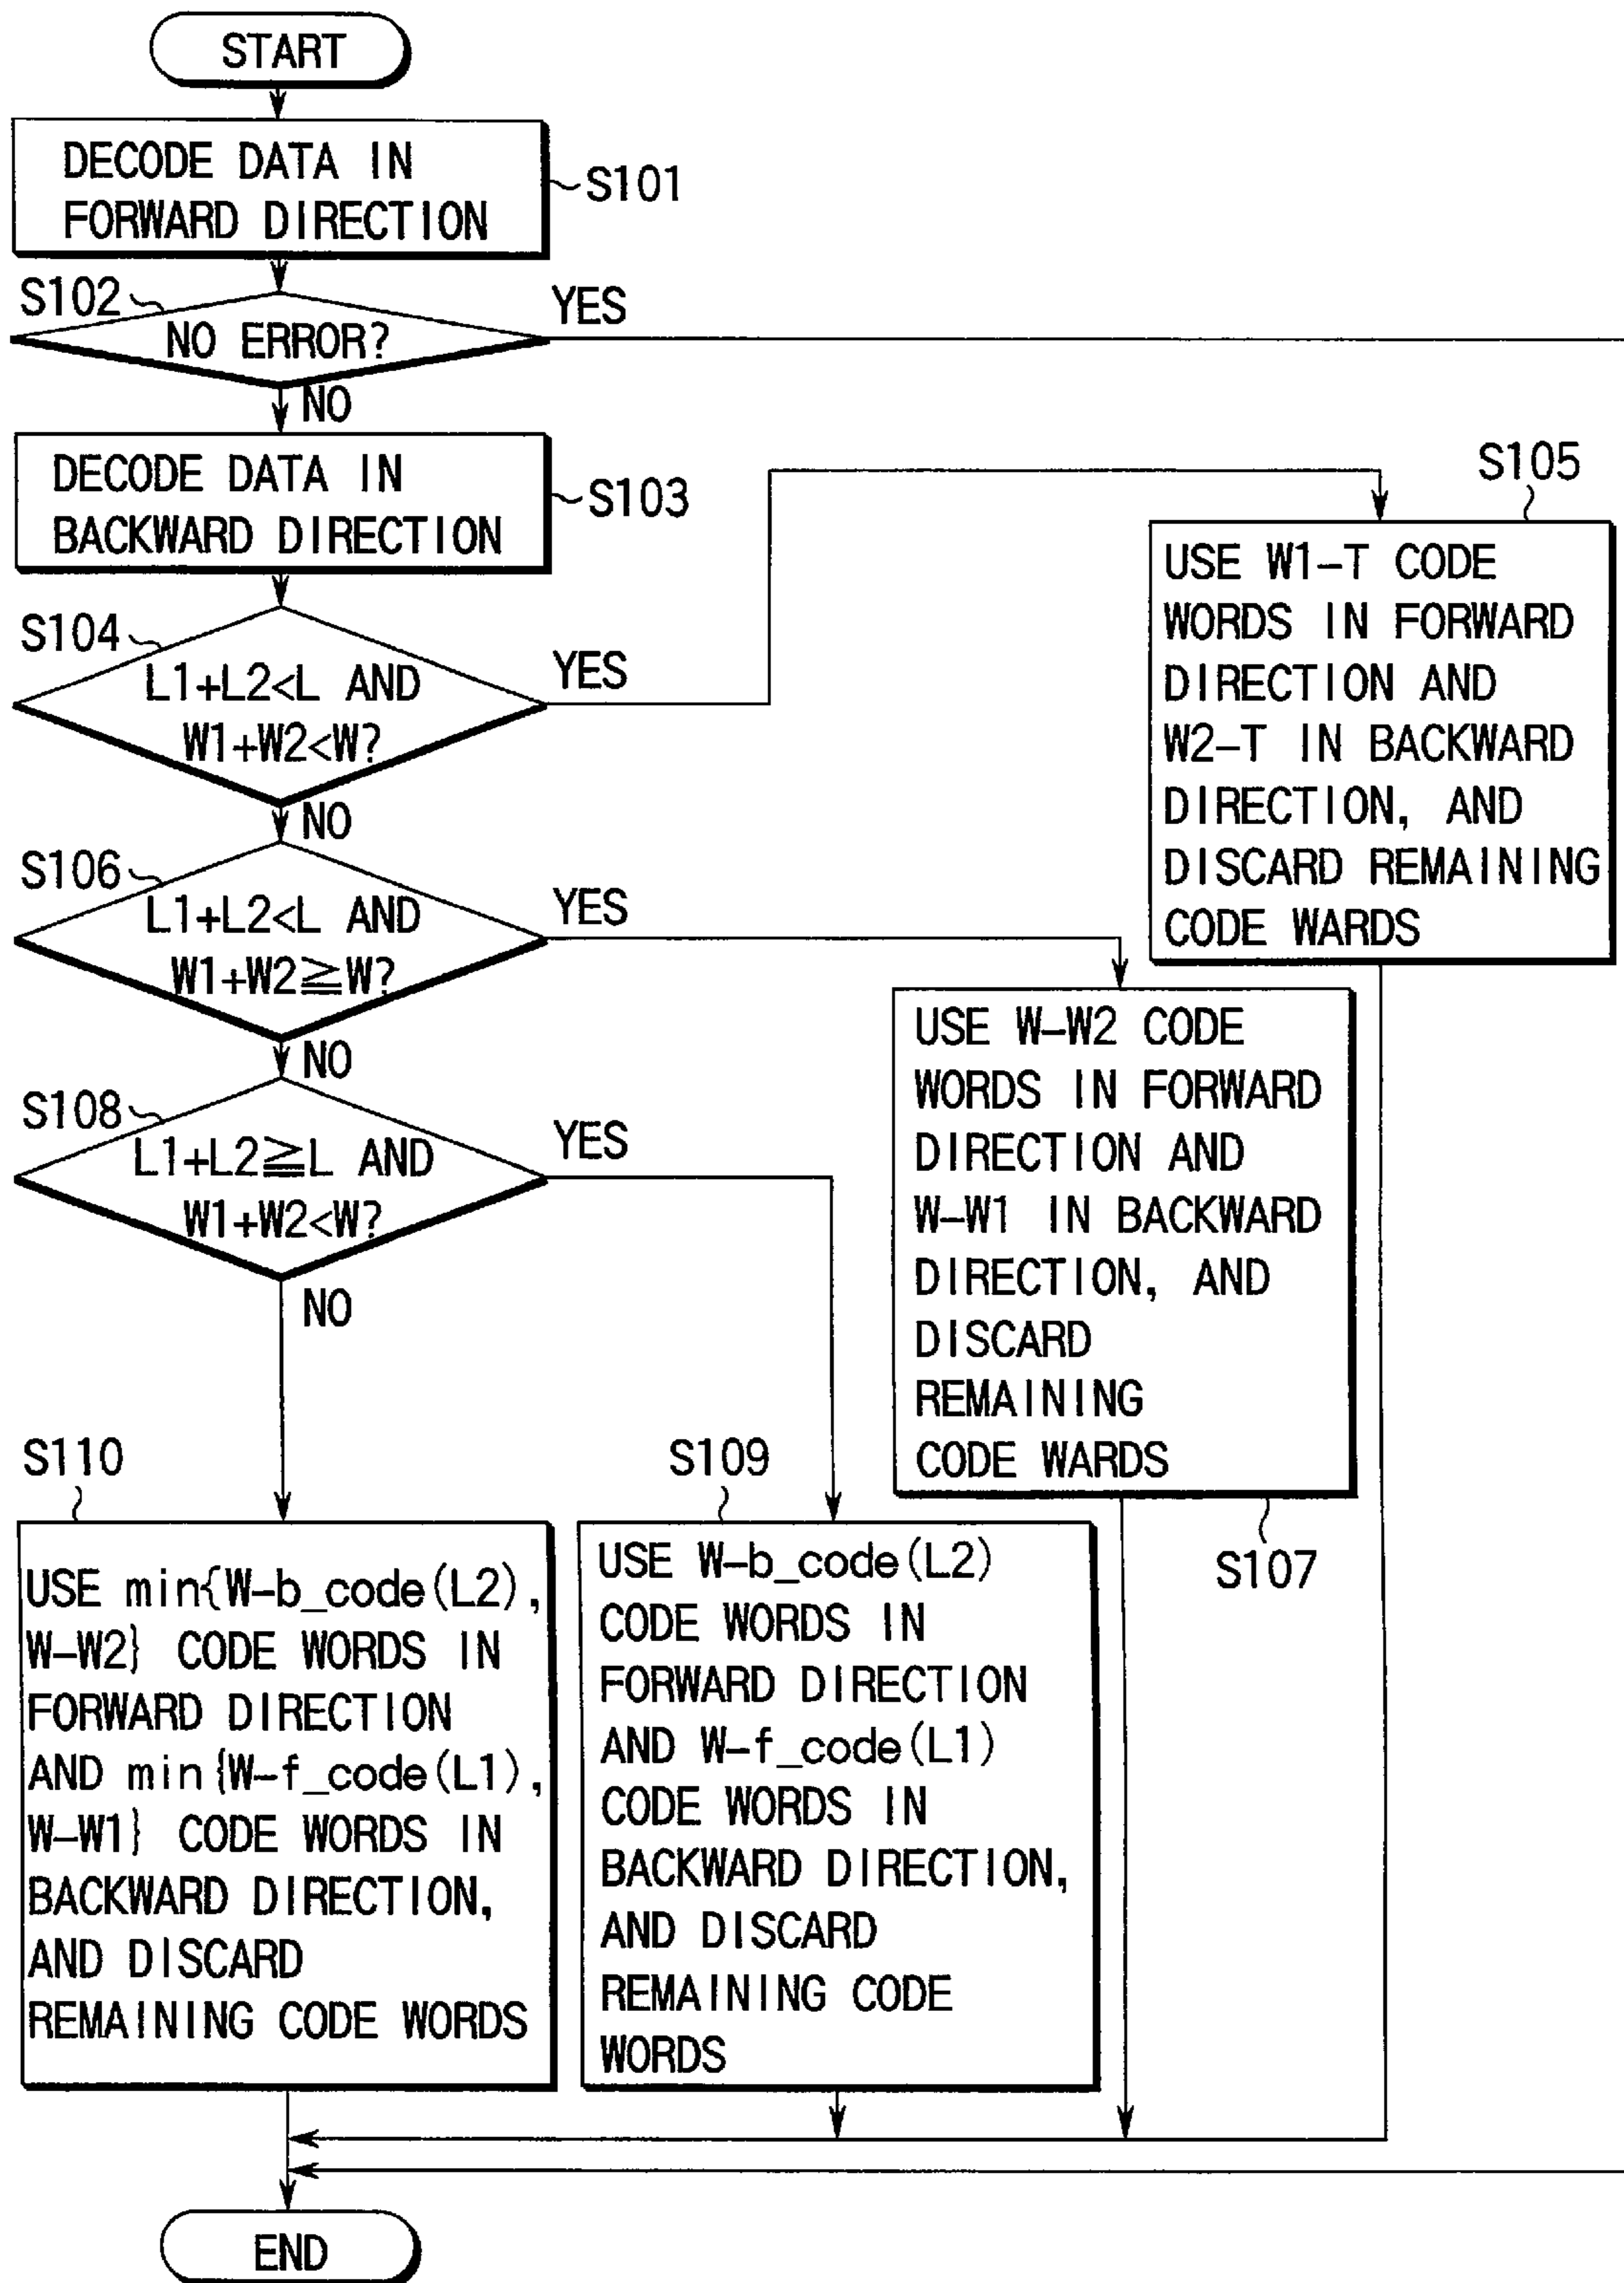 START
DECODE DATA IN
FORWARD DIRECTION
S101
S102
NO ERROR?
YES
NO
DECODE DATA IN
BACKWARD DIRECTION
S103
S104
L1+L2<L AND
W1+W2<W?
YES
NO
S105
USE W1-T CODE
WORDS IN FORWARD
DIRECTION AND
W2-T IN BACKWARD
DIRECTION, AND
DISCARD REMAINING
CODE WARDS
S106
L1+L2<L AND
W1+W2≧W?
YES
NO
USE W-W2 CODE
WORDS IN FORWARD
DIRECTION AND
W-W1 IN BACKWARD
DIRECTION, AND
DISCARD
REMAINING
CODE WARDS
S107
S108
L1+L2≧L AND
W1+W2<W?
YES
NO
S110
USE min{W-b_code(L2),
W-W2} CODE WORDS IN
FORWARD DIRECTION
AND min{W-f_code(L1),
W-W1} CODE WORDS IN
BACKWARD DIRECTION,
AND DISCARD
REMAINING CODE WORDS
S109
USE W-b_code(L2)
CODE WORDS IN
FORWARD DIRECTION
AND W-f_code(L1)
CODE WORDS IN
BACKWARD DIRECTION,
AND DISCARD
REMAINING CODE
WORDS
END